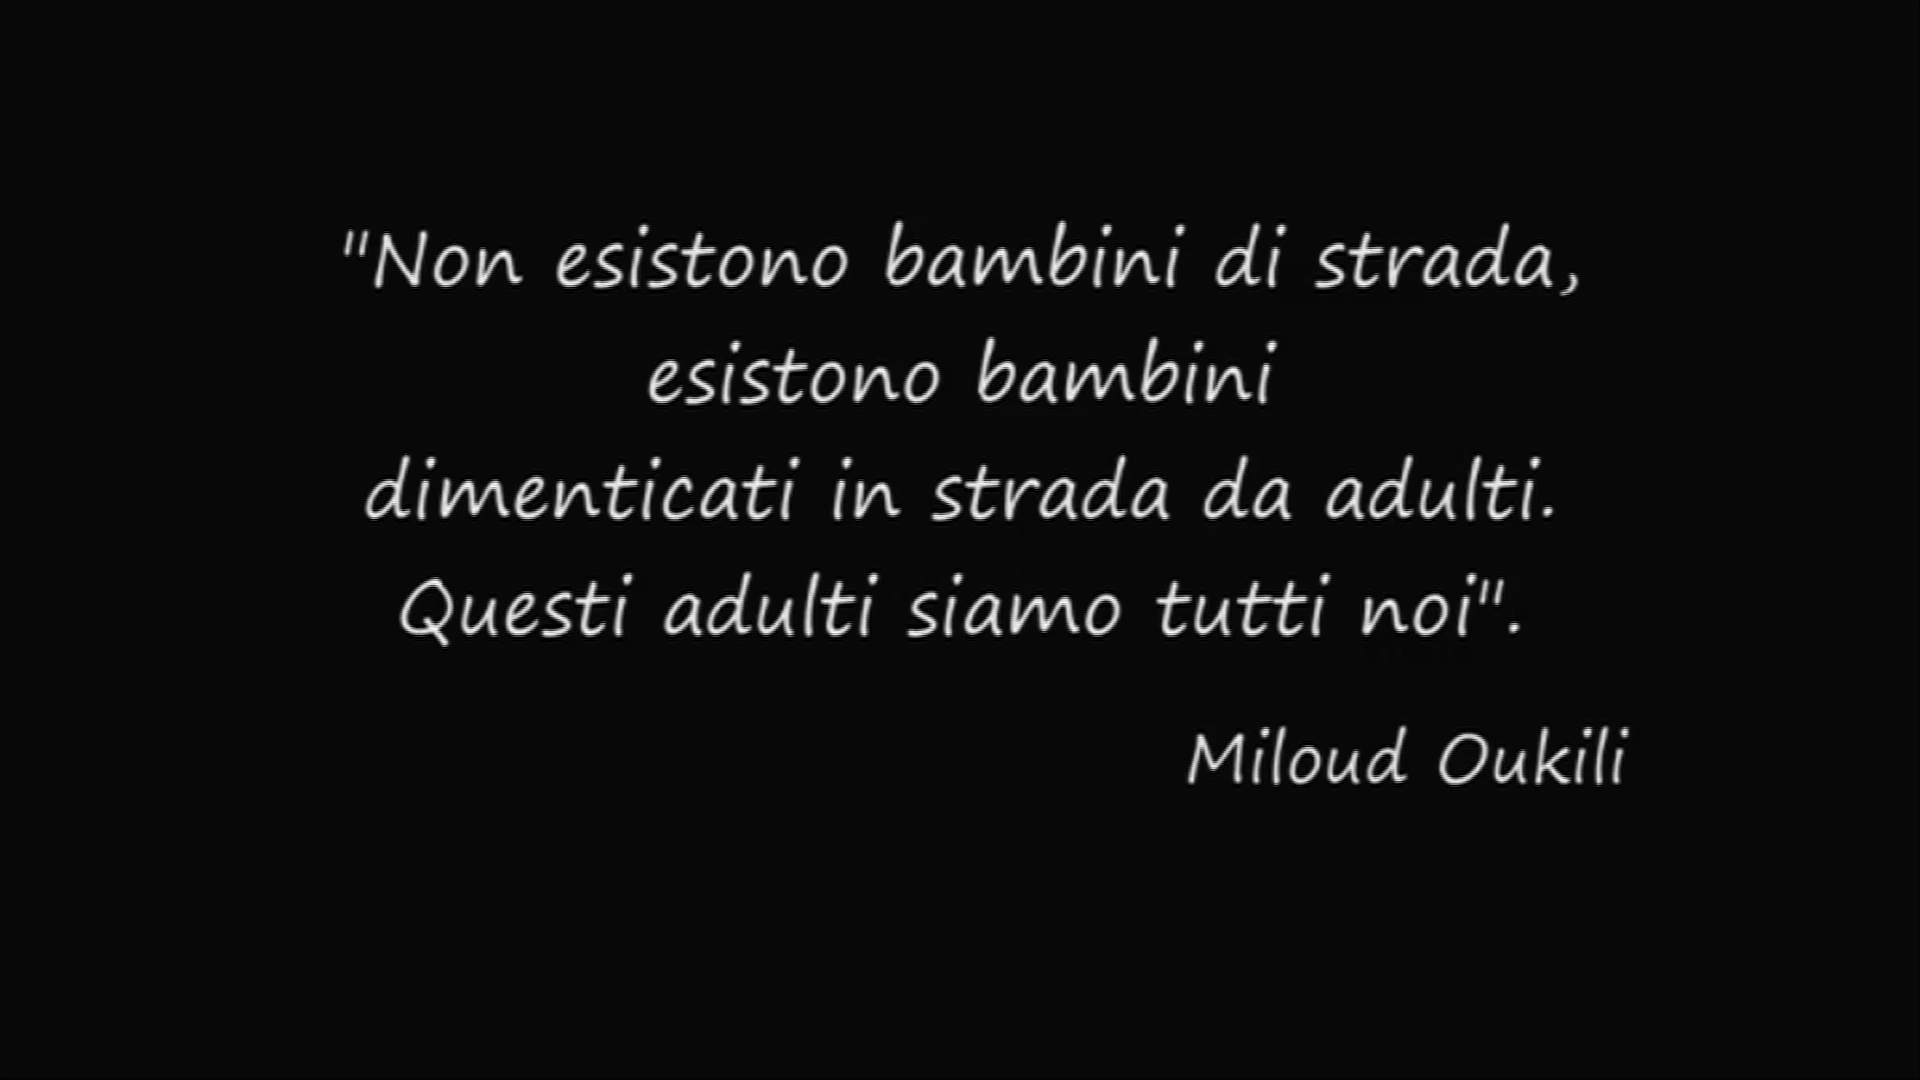 "Non esistono bambini di strada,
esistono bambini
dimenticati in strada da adulti.
Questi adulti siamo tutti noi".
Miloud Oukili